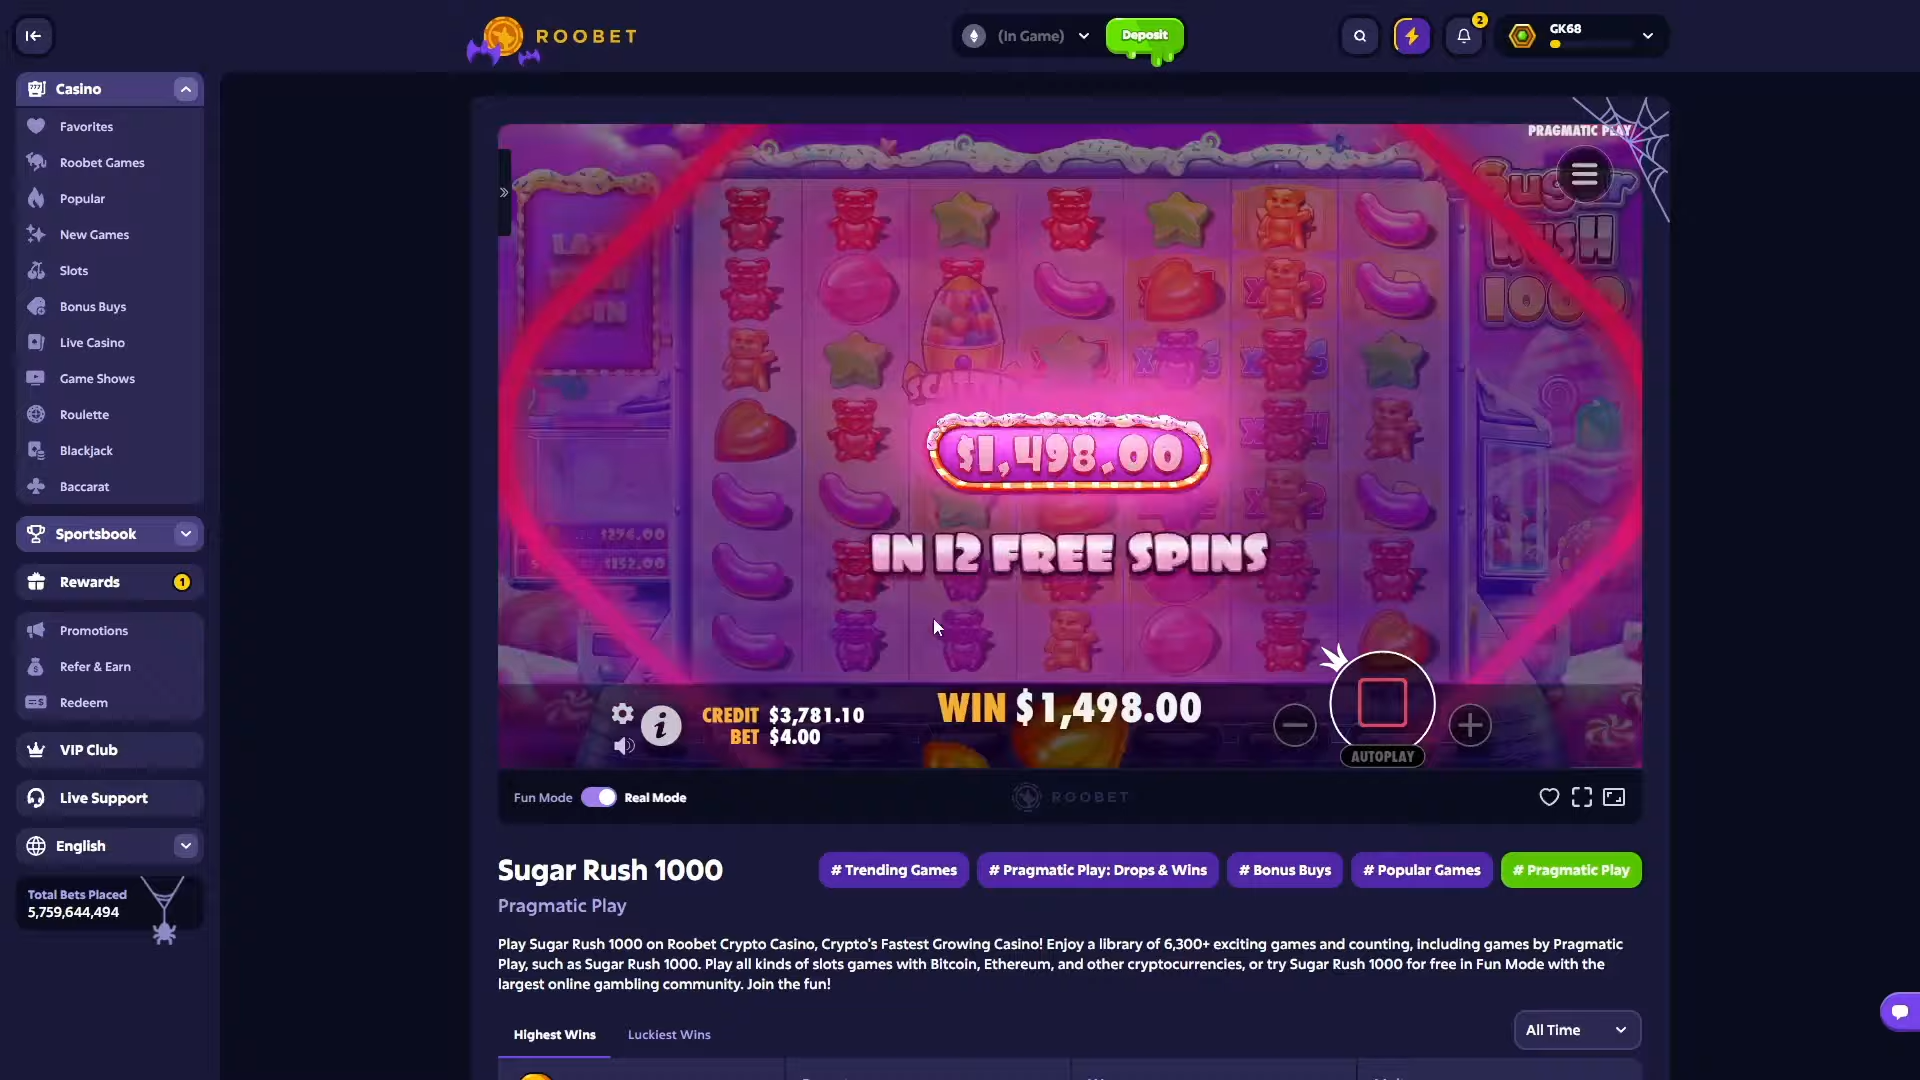 ROOBET
(In Game)
Deposit
2
GK68
Casino
Favorites
Roobet Games
Popular
New Games
Slots
Bonus Buys
Live Casino
Game Shows
Roulette
Blackjack
Baccarat
Sportsbook
Rewards
1
Promotions
Refer & Earn
Redeem
VIP Club
Live Support
English
Total Bets Placed
5,759,644,494
PRAGMATIC PLAY
SUGAR
RUSH
1000
$1,498.00
IN 12 FREE SPINS
$274.00
$152.00
CREDIT $3,781.10
BET $4.00
WIN $1,498.00
AUTOPLAY
Fun Mode
Real Mode
ROOBET
Sugar Rush 1000
# Trending Games
# Pragmatic Play: Drops & Wins
# Bonus Buys
# Popular Games
# Pragmatic Play
Pragmatic Play
Play Sugar Rush 1000 on Roobet Crypto Casino, Crypto's Fastest Growing Casino! Enjoy a library of 6,300+ exciting games and counting, including games by Pragmatic
Play, such as Sugar Rush 1000. Play all kinds of slots games with Bitcoin, Ethereum, and other cryptocurrencies, or try Sugar Rush 1000 for free in Fun Mode with the
largest online gambling community. Join the fun!
Highest Wins
Luckiest Wins
All Time